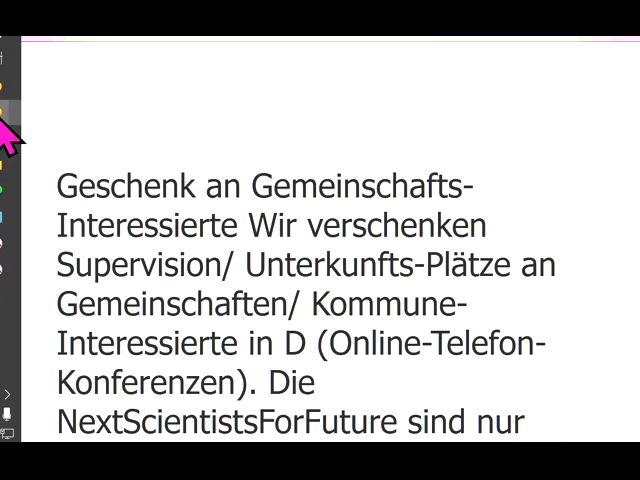 Geschenk an Gemeinschafts-
Interessierte Wir verschenken
Supervision/ Unterkunfts-Plätze an
Gemeinschaften/ Kommune-
Interessierte in D (Online-Telefon-
Konferenzen). Die
NextScientistsForFuture sind nur